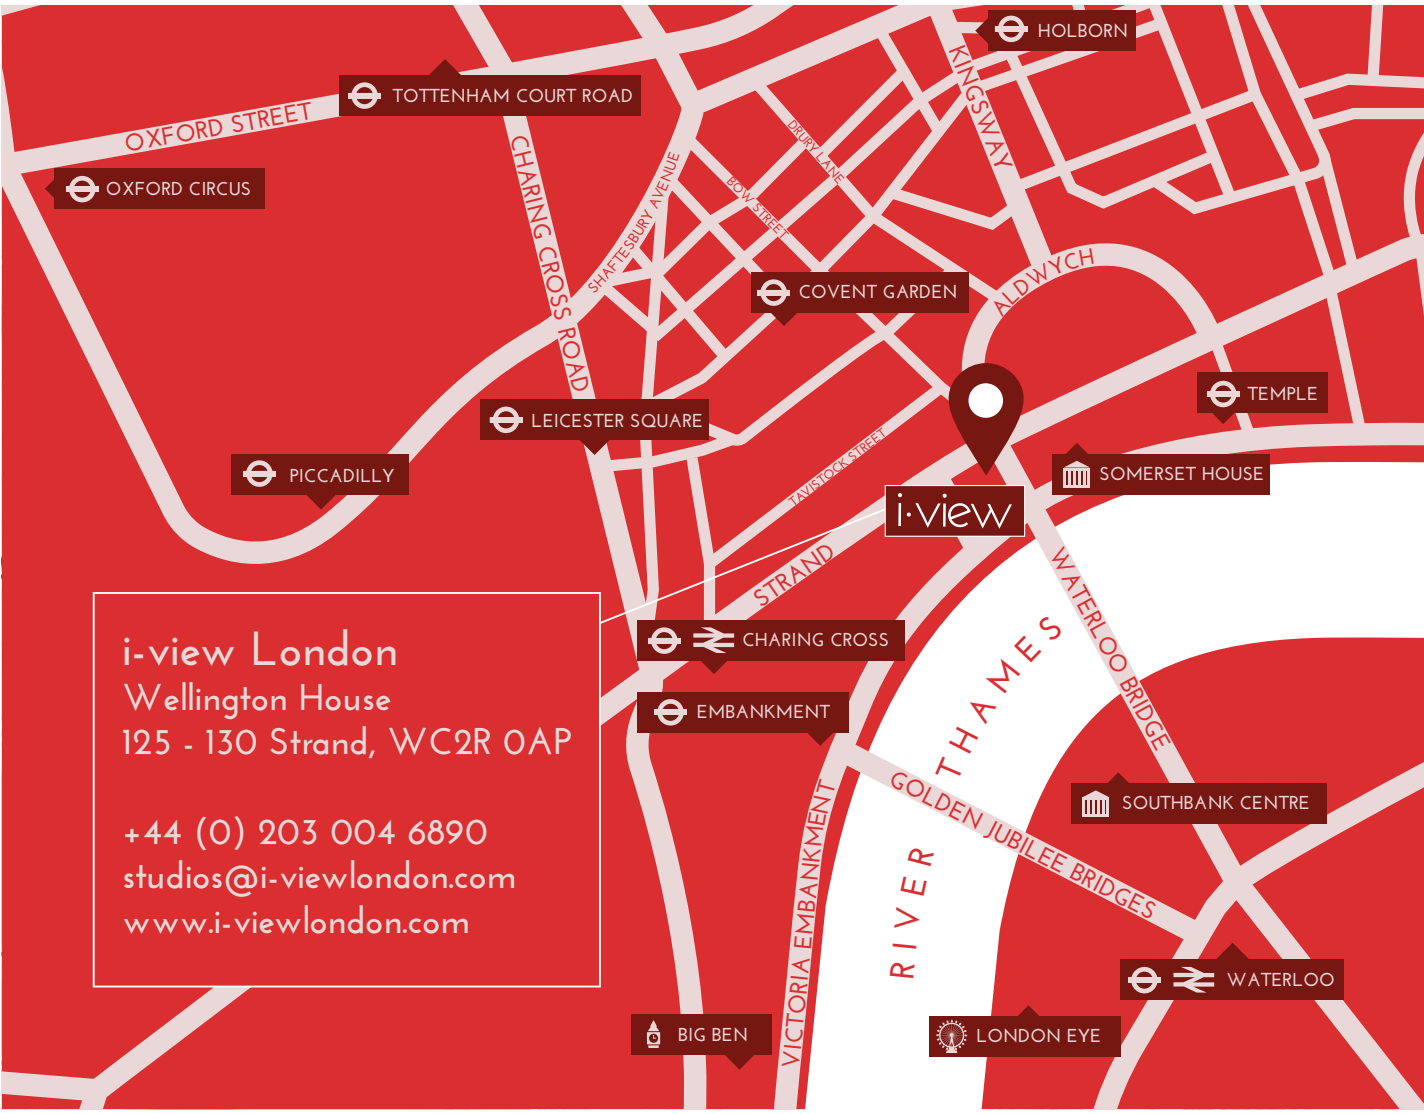 HOLBORN
KINGSWAY
TOTTENHAM COURT ROAD
OXFORD STREET
OXFORD CIRCUS
CHARING CROSS ROAD
SHAFTESBURY AVENUE
DRURY LANE
BOW STREET
COVENT GARDEN
ALDWYCH
TEMPLE
LEICESTER SQUARE
PICCADILLY
TAVISTOCK STREET
SOMERSET HOUSE
i·view
STRAND
WATERLOO BRIDGE
i-view London
Wellington House
125 - 130 Strand, WC2R 0AP
+44 (0) 203 004 6890
studios@i-viewlondon.com
www.i-viewlondon.com
CHARING CROSS
EMBANKMENT
RIVER THAMES
GOLDEN JUBILEE BRIDGES
VICTORIA EMBANKMENT
SOUTHBANK CENTRE
WATERLOO
LONDON EYE
BIG BEN